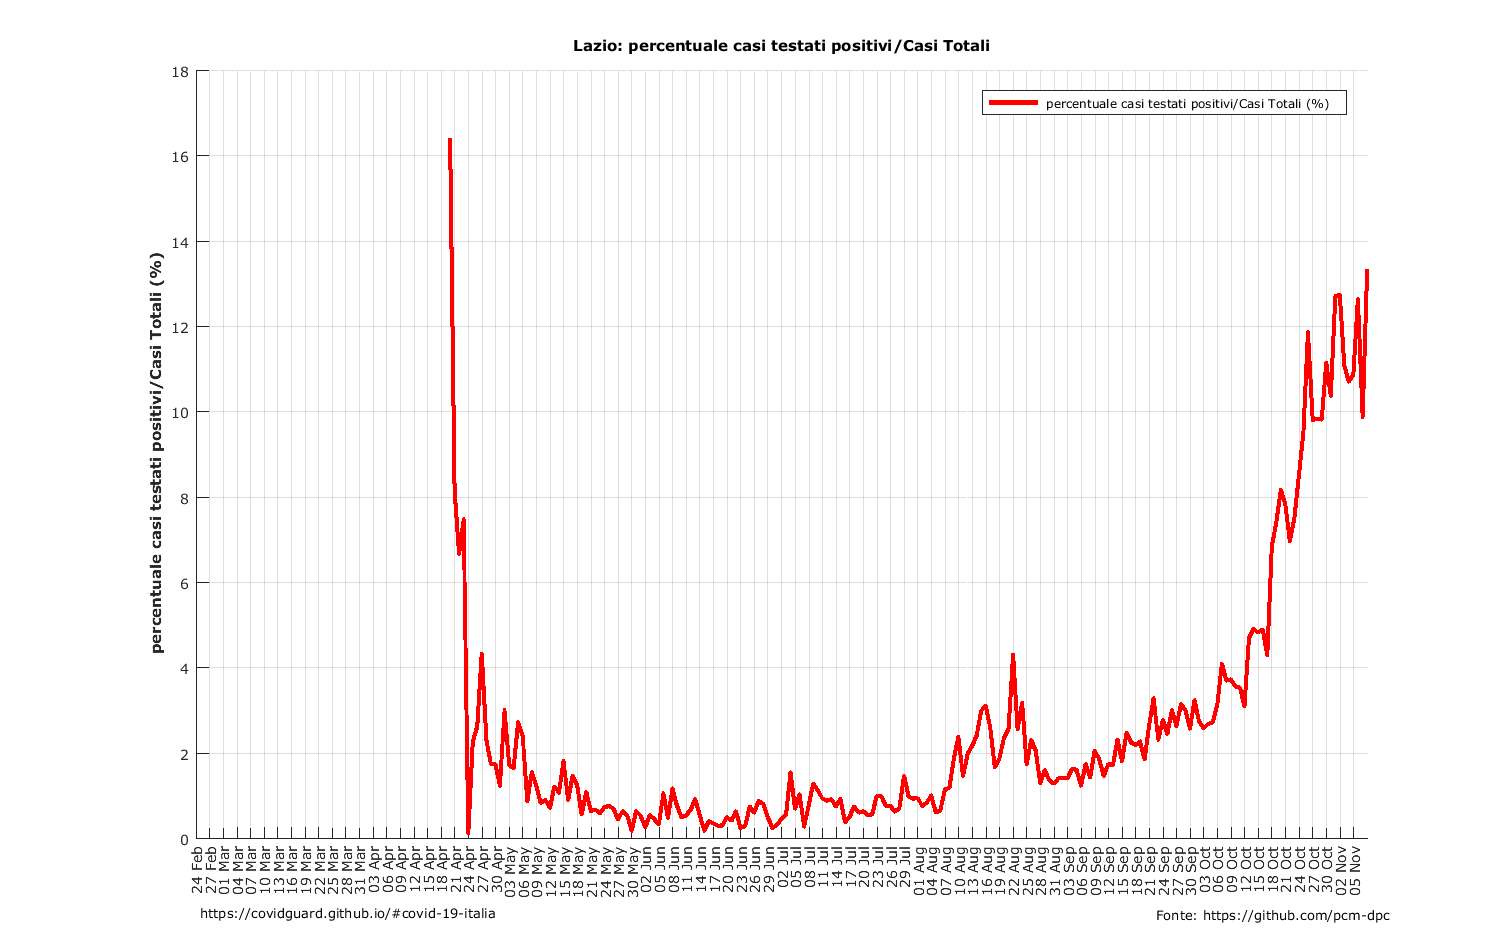 Lazio: percentuale casi testati positivi/Casi Totali
percentuale casi testati positivi/Casi Totali (%)
percentuale casi testati positivi/Casi Totali (%)
18
16
14
12
10
8
6
4
2
0
24 Feb
27 Feb
01 Mar
04 Mar
07 Mar
10 Mar
13 Mar
16 Mar
19 Mar
22 Mar
25 Mar
28 Mar
31 Mar
03 Apr
06 Apr
09 Apr
12 Apr
15 Apr
18 Apr
21 Apr
24 Apr
27 Apr
30 Apr
03 May
06 May
09 May
12 May
15 May
18 May
21 May
24 May
27 May
30 May
02 Jun
05 Jun
08 Jun
11 Jun
14 Jun
17 Jun
20 Jun
23 Jun
26 Jun
29 Jun
02 Jul
05 Jul
08 Jul
11 Jul
14 Jul
17 Jul
20 Jul
23 Jul
26 Jul
29 Jul
01 Aug
04 Aug
07 Aug
10 Aug
13 Aug
16 Aug
19 Aug
22 Aug
25 Aug
28 Aug
31 Aug
03 Sep
06 Sep
09 Sep
12 Sep
15 Sep
18 Sep
21 Sep
24 Sep
27 Sep
30 Sep
03 Oct
06 Oct
09 Oct
12 Oct
15 Oct
18 Oct
21 Oct
24 Oct
27 Oct
30 Oct
02 Nov
05 Nov
https://covidguard.github.io/#covid-19-italia
Fonte: https://github.com/pcm-dpc